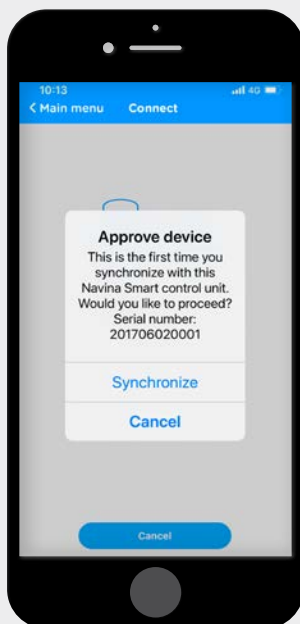 10:13 4G
< Main menu Connect
Approve device
This is the first time you
synchronize with this
Navina Smart control unit.
Would you like to proceed?
Serial number:
201706020001
Synchronize
Cancel
Cancel